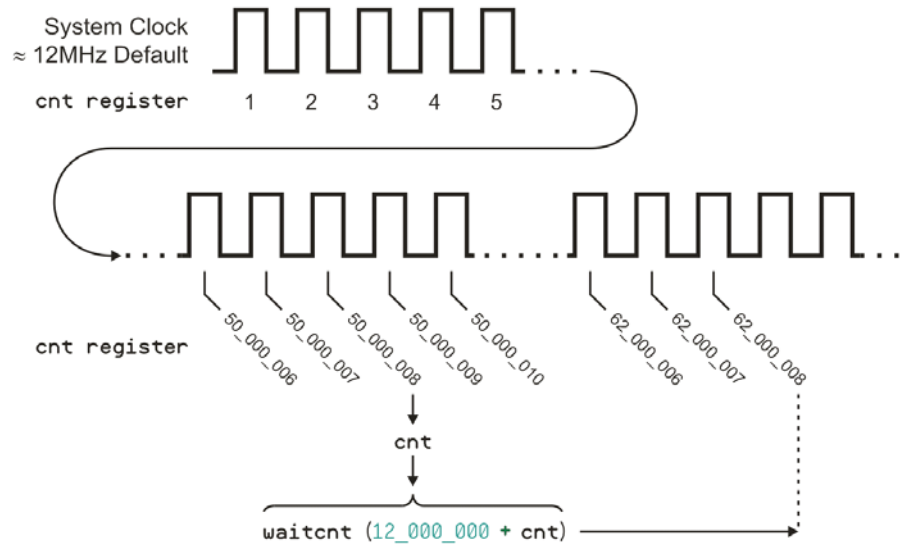 System Clock
≈ 12MHz Default
cnt register
1 2 3 4 5
50_000_006
50_000_007
50_000_008
50_000_009
50_000_010
62_000_006
62_000_007
62_000_008
cnt register
cnt
waitcnt (12_000_000 + cnt)